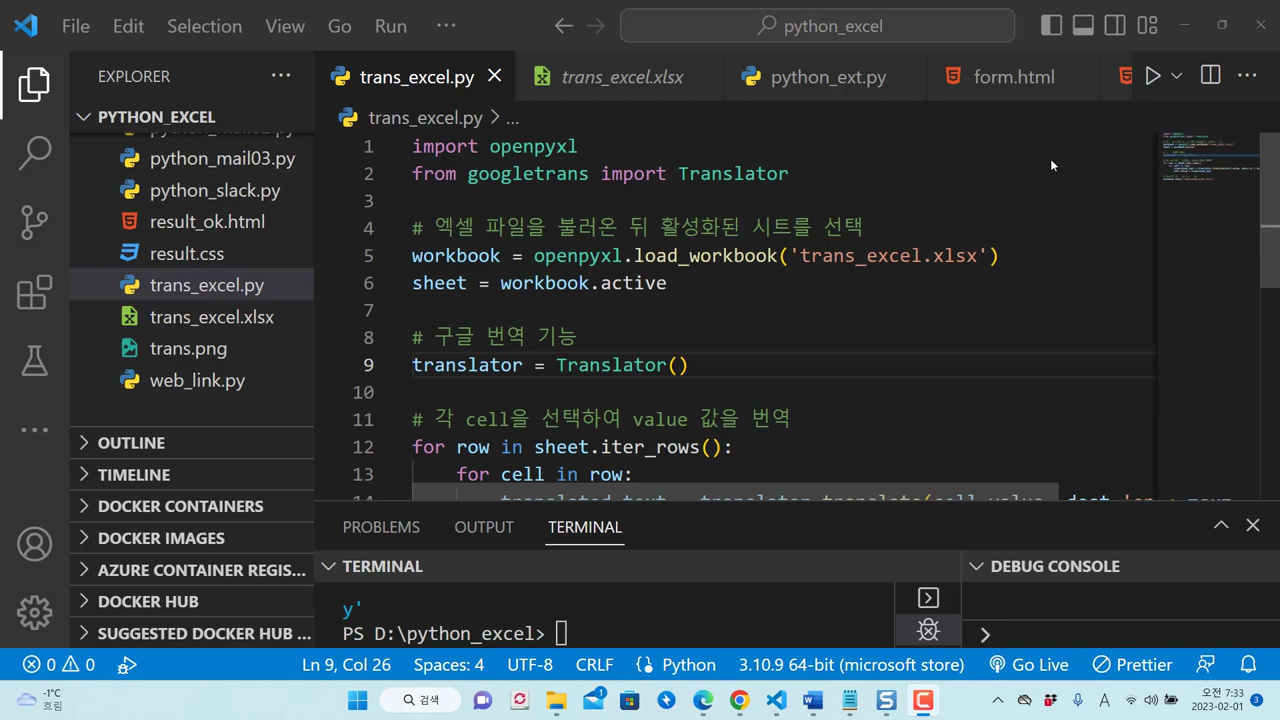 File Edit Selection View Go Run ···
python_excel
EXPLORER
PYTHON_EXCEL
python_mail03.py
python_slack.py
result_ok.html
result.css
trans_excel.py
trans_excel.xlsx
trans.png
web_link.py
OUTLINE
TIMELINE
DOCKER CONTAINERS
DOCKER IMAGES
AZURE CONTAINER REGIS...
DOCKER HUB
SUGGESTED DOCKER HUB ...
trans_excel.py trans_excel.xlsx python_ext.py form.html
trans_excel.py > ...
1 import openpyxl
2 from googletrans import Translator
3
4 # 엑셀 파일을 불러온 뒤 활성화된 시트를 선택
5 workbook = openpyxl.load_workbook('trans_excel.xlsx')
6 sheet = workbook.active
7
8 # 구글 번역 기능
9 translator = Translator()
10
11 # 각 cell을 선택하여 value 값을 번역
12 for row in sheet.iter_rows():
13 for cell in row:
PROBLEMS OUTPUT TERMINAL
TERMINAL
y'
PS D:\python_excel>
DEBUG CONSOLE
0 0 Ln 9, Col 26 Spaces: 4 UTF-8 CRLF Python 3.10.9 64-bit (microsoft store) Go Live Prettier
-1°C
흐림
검색
1
A
오전 7:33
2023-02-01
3